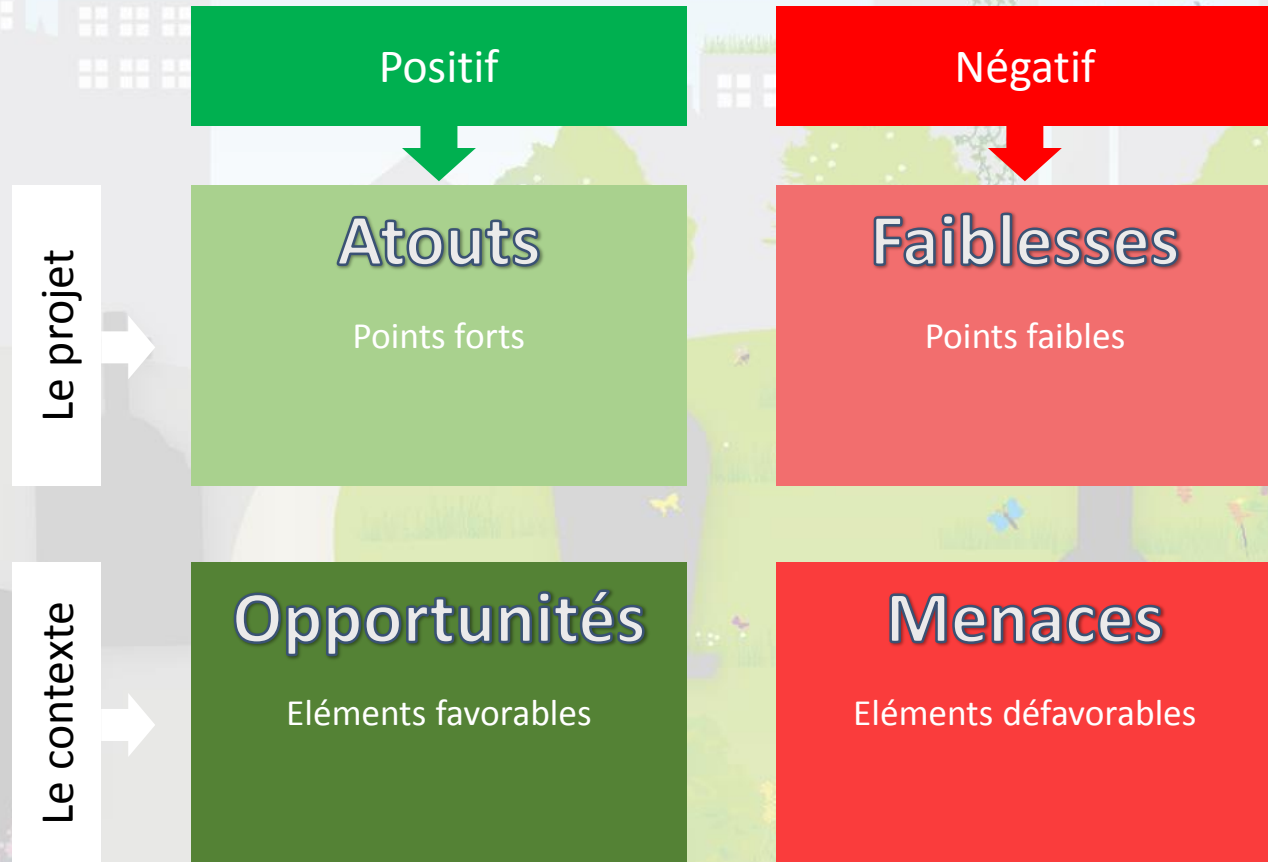 Positif
Négatif
Le projet
Atouts
Points forts
Faiblesses
Points faibles
Le contexte
Opportunités
Eléments favorables
Menaces
Eléments défavorables